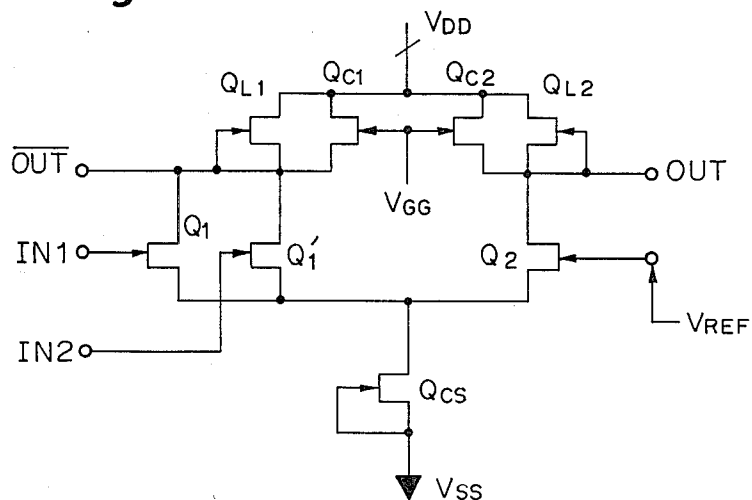 VDD
QL1
QC1
QC2
QL2
OUT
OUT
VGG
Q1
Q1′
Q2
IN1
IN2
VREF
QCS
VSS